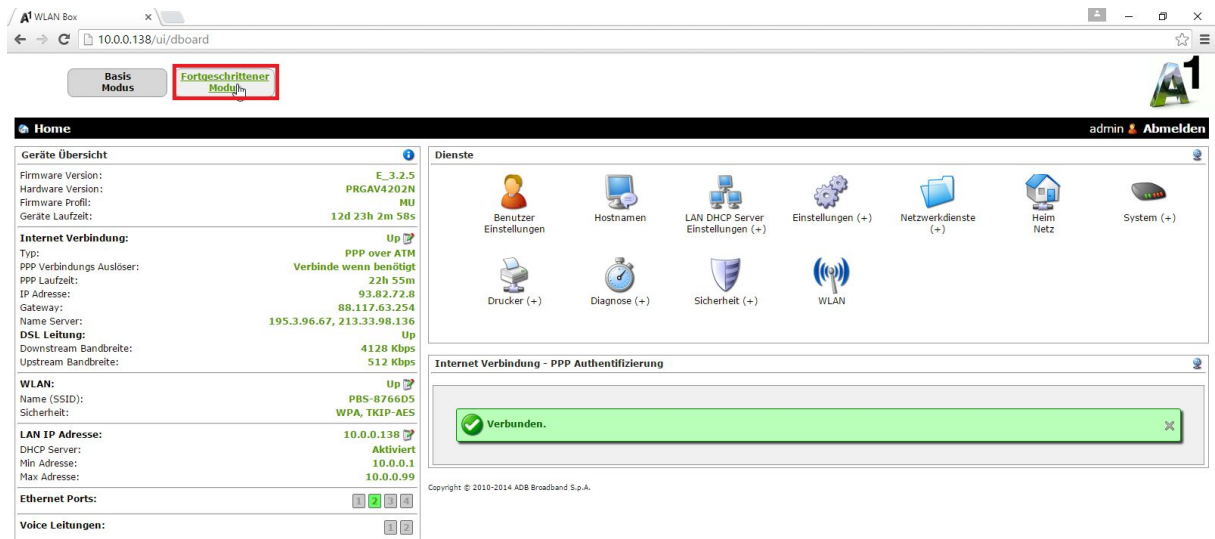 A1 WLAN Box
10.0.0.138/ui/dboard
Basis
Modus
Fortgeschrittener
Modus
A1
Home
admin Abmelden
Geräte Übersicht
Firmware Version: E_3.2.5
Hardware Version: PRGAV4202N
Firmware Profil: MU
Geräte Laufzeit: 12d 23h 2m 58s
Internet Verbindung: Up
Typ: PPP over ATM
PPP Verbindungs Auslöser: Verbinde wenn benötigt
PPP Laufzeit: 22h 55m
IP Adresse: 93.82.72.8
Gateway: 88.117.63.254
Name Server: 195.3.96.67, 213.33.98.136
DSL Leitung: Up
Downstream Bandbreite: 4128 Kbps
Upstream Bandbreite: 512 Kbps
WLAN: Up
Name (SSID): PBS-8766D5
Sicherheit: WPA, TKIP-AES
LAN IP Adresse: 10.0.0.138
DHCP Server: Aktiviert
Min Adresse: 10.0.0.1
Max Adresse: 10.0.0.99
Ethernet Ports: 1 2 3 4
Voice Leitungen: 1 2
Dienste
Benutzer
Einstellungen
Hostnamen
LAN DHCP Server
Einstellungen (+)
Einstellungen (+)
Netzwerkdienste
(+)
Heim
Netz
System (+)
Drucker (+)
Diagnose (+)
Sicherheit (+)
WLAN
Internet Verbindung - PPP Authentifizierung
Verbunden.
Copyright © 2010-2014 ADB Broadband S.p.A.